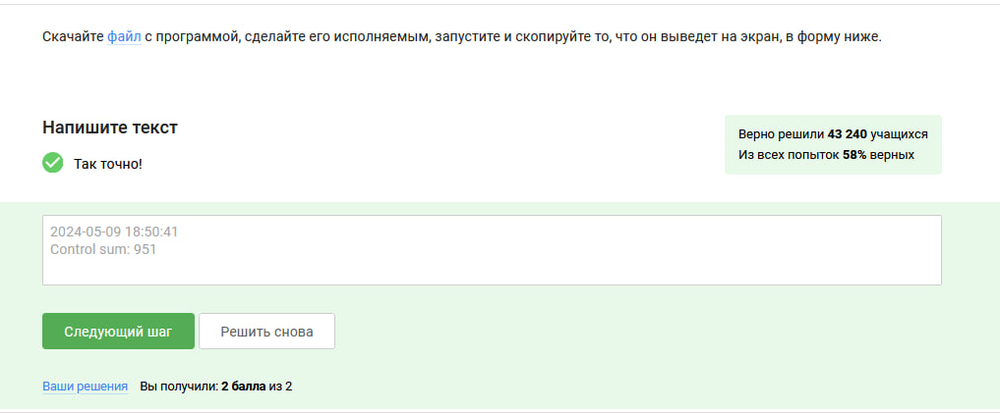 Скачайте файл с программой, сделайте его исполняемым, запустите и скопируйте то, что он выведет на экран, в форму ниже.
Напишите текст
Так точно!
Верно решили 43 240 учащихся
Из всех попыток 58% верных
2024-05-09 18:50:41
Control sum: 951
Следующий шаг
Решить снова
Ваши решения Вы получили: 2 балла из 2